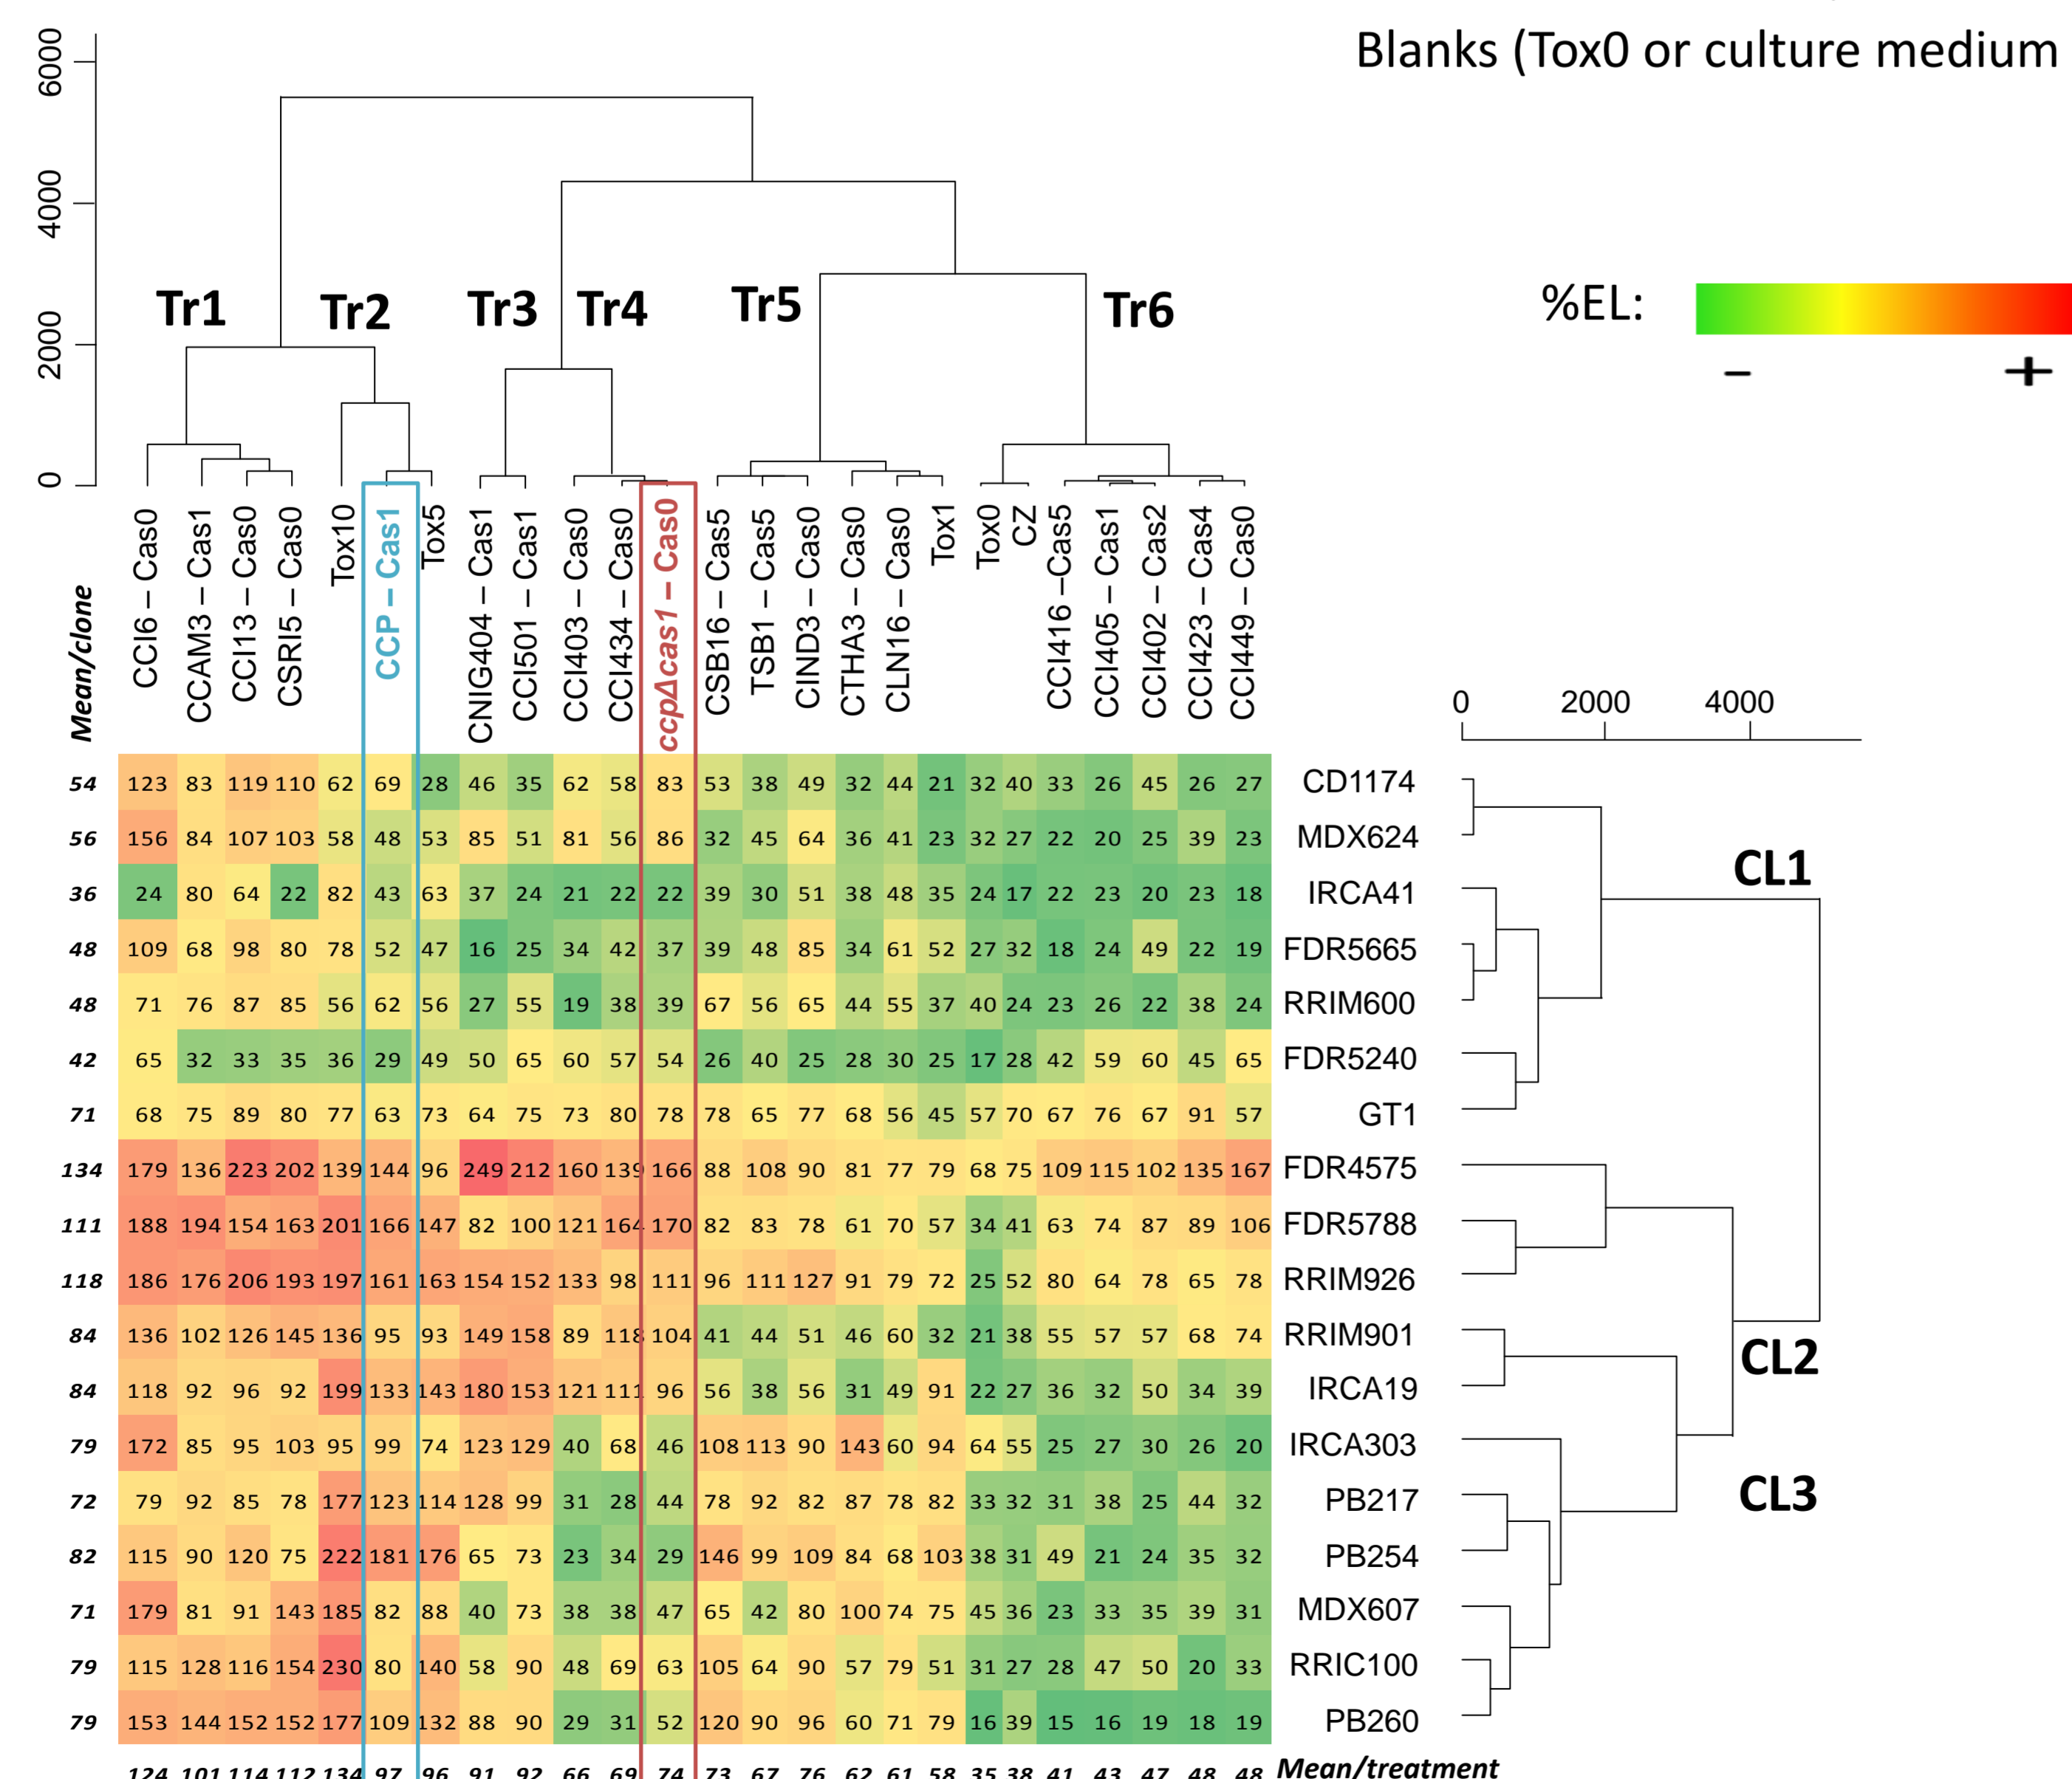 Blanks (Tox0 or culture medium
6000
4000
2000
0
Tr1 Tr2 Tr3 Tr4 Tr5 Tr6
%EL:
– +
Mean/clone
CCI6 – Cas0
CCAM3 – Cas1
CCI13 – Cas0
CSRI5 – Cas0
Tox10
CCP – Cas1
Tox5
CNIG404 – Cas1
CCI501 – Cas1
CCI403 – Cas0
CCI434 – Cas0
ccpΔcas1 – Cas0
CSB16 – Cas5
TSB1 – Cas5
CIND3 – Cas0
CTHA3 – Cas0
CLN16 – Cas0
Tox1
Tox0
CZ
CCI416 –Cas5
CCI405 – Cas1
CCI402 – Cas2
CCI423 – Cas4
CCI449 – Cas0
0 2000 4000
54 123 83 119 110 62 69 28 46 35 62 58 83 53 38 49 32 44 21 32 40 33 26 45 26 27 CD1174
56 156 84 107 103 58 48 53 85 51 81 56 86 32 45 64 36 41 23 32 27 22 20 25 39 23 MDX624
36 24 80 64 22 82 43 63 37 24 21 22 22 39 30 51 38 48 35 24 17 22 23 20 23 18 IRCA41
48 109 68 98 80 78 52 47 16 25 34 42 37 39 48 85 34 61 52 27 32 18 24 49 22 19 FDR5665
48 71 76 87 85 56 62 56 27 55 19 38 39 67 56 65 44 55 37 40 24 23 26 22 38 24 RRIM600
42 65 32 33 35 36 29 49 50 65 60 57 54 26 40 25 28 30 25 17 28 42 59 60 45 65 FDR5240
71 68 75 89 80 77 63 73 64 75 73 80 78 78 65 77 68 56 45 57 70 67 76 67 91 57 GT1
134 179 136 223 202 139 144 96 249 212 160 139 166 88 108 90 81 77 79 68 75 109 115 102 135 167 FDR4575
111 188 194 154 163 201 166 147 82 100 121 164 170 82 83 78 61 70 57 34 41 63 74 87 89 106 FDR5788
118 186 176 206 193 197 161 163 154 152 133 98 111 96 111 127 91 79 72 25 52 80 64 78 65 78 RRIM926
84 136 102 126 145 136 95 93 149 158 89 118 104 41 44 51 46 60 32 21 38 55 57 57 68 74 RRIM901
84 118 92 96 92 199 133 143 180 153 121 111 96 56 38 56 31 49 91 22 27 36 32 50 34 39 IRCA19
79 172 85 95 103 95 99 74 123 129 40 68 46 108 113 90 143 60 94 64 55 25 27 30 26 20 IRCA303
72 79 92 85 78 177 123 114 128 99 31 28 44 78 92 82 87 78 82 33 32 31 38 25 44 32 PB217
82 115 90 120 75 222 181 176 65 73 23 34 29 146 99 109 84 68 103 38 31 49 21 24 35 32 PB254
71 179 81 91 143 185 82 88 40 73 38 38 47 65 42 80 100 74 75 45 36 23 33 35 39 31 MDX607
79 115 128 116 154 230 80 140 58 90 48 69 63 105 64 90 57 79 51 31 27 28 47 50 20 33 RRIC100
79 153 144 152 152 177 109 132 88 90 29 31 52 120 90 96 60 71 79 16 39 15 16 19 18 19 PB260
124 101 114 112 134 97 96 91 92 66 69 74 73 67 76 62 61 58 35 38 41 43 47 48 48 Mean/treatment
CL1
CL2
CL3